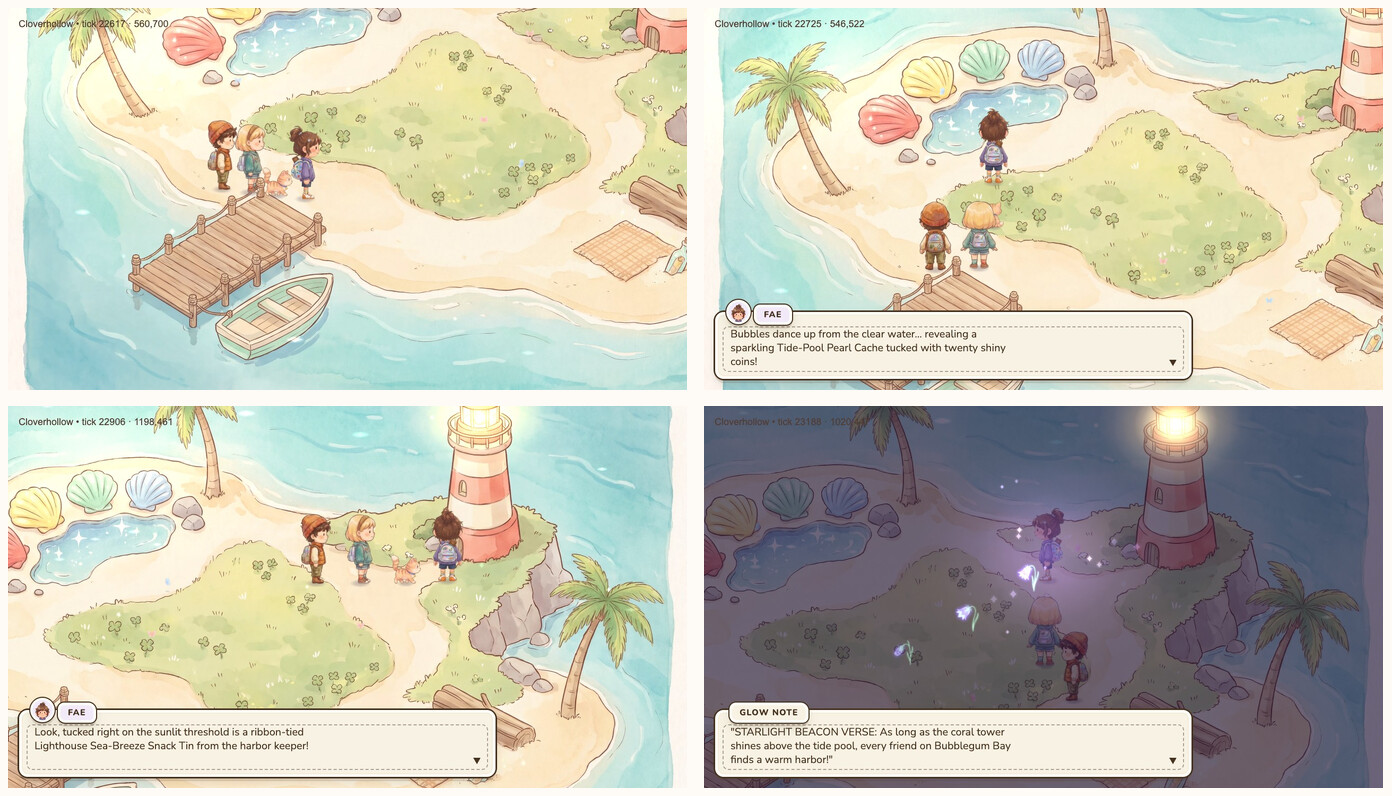 Cloverhollow • tick 22617 · 560,700
Cloverhollow • tick 22725 · 546,522
FAE
Bubbles dance up from the clear water... revealing a
sparkling Tide-Pool Pearl Cache tucked with twenty shiny
coins!
Cloverhollow • tick 22906 · 1198,461
FAE
Look, tucked right on the sunlit threshold is a ribbon-tied
Lighthouse Sea-Breeze Snack Tin from the harbor keeper!
Cloverhollow • tick 23188
GLOW NOTE
"STARLIGHT BEACON VERSE: As long as the coral tower
shines above the tide pool, every friend on Bubblegum Bay
finds a warm harbor!"